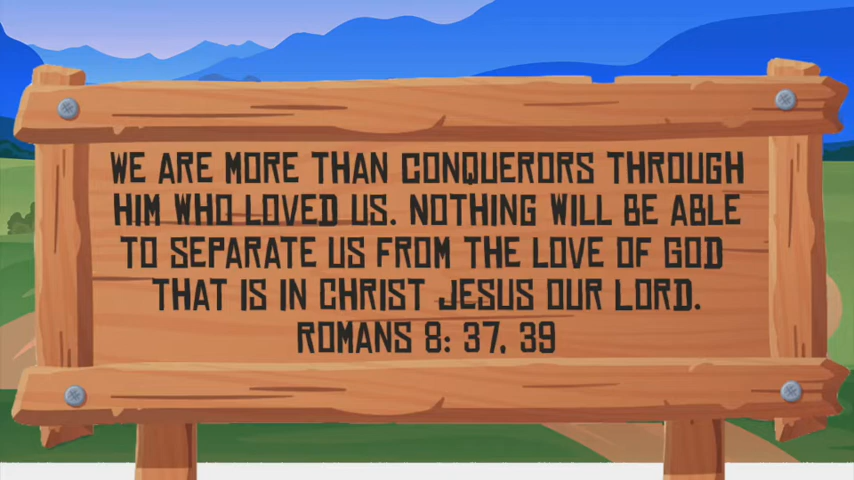 WE ARE MORE THAN CONQUERORS THROUGH
HIM WHO LOVED US. NOTHING WILL BE ABLE
TO SEPARATE US FROM THE LOVE OF GOD
THAT IS IN CHRIST JESUS OUR LORD.
ROMANS 8: 37, 39